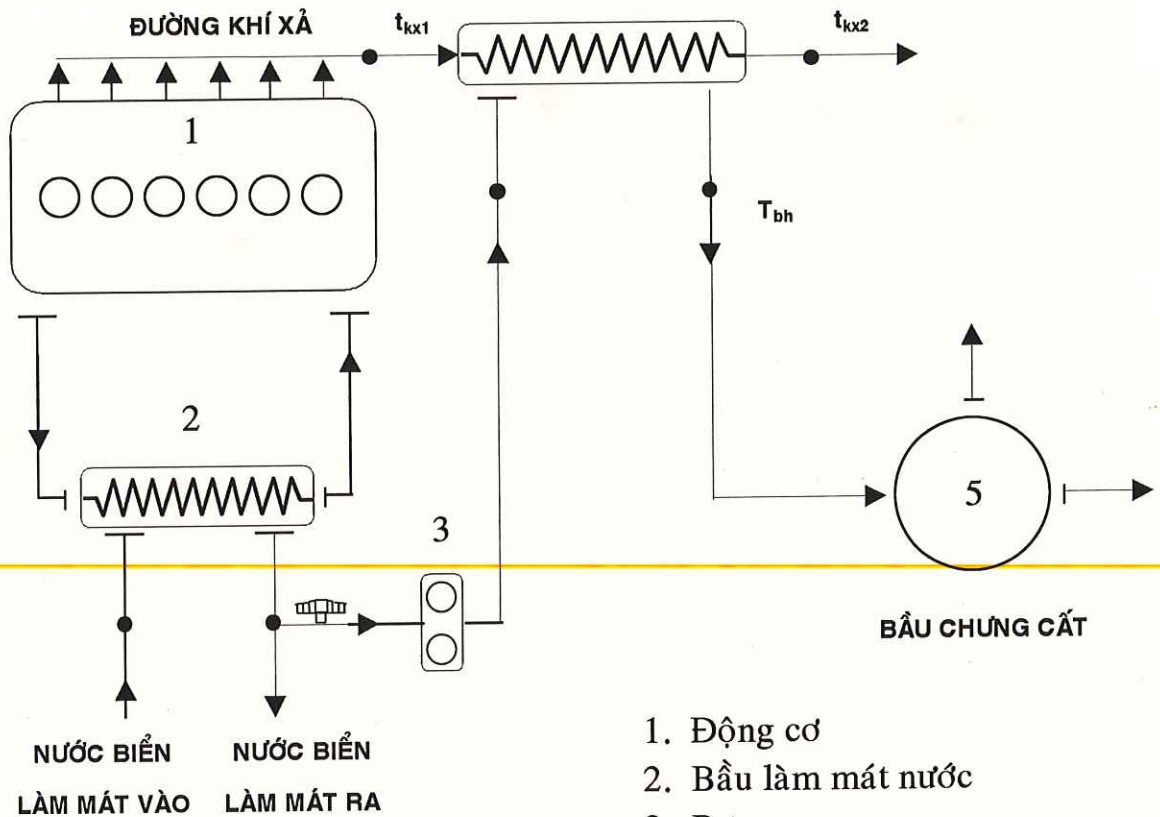 ĐƯỜNG KHÍ XẢ
tkx1
tkx2
1
Tbh
2
3
5
BẦU CHƯNG CẤT
NƯỚC BIỂN
LÀM MÁT VÀO
NƯỚC BIỂN
LÀM MÁT RA
1. Động cơ
2. Bầu làm mát nước